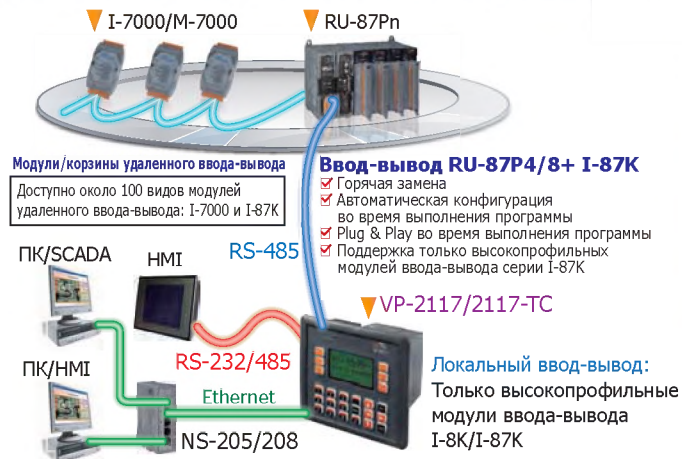 I-7000/M-7000
RU-87Pn
Модули/корзины удаленного ввода-вывода
Доступно около 100 видов модулей
удаленного ввода-вывода: I-7000 и I-87K
Ввод-вывод RU-87P4/8+ I-87K
Горячая замена
Автоматическая конфигурация
во время выполнения программы
Plug & Play во время выполнения программы
Поддержка только высокопрофильных
модулей ввода-вывода серии I-87K
RS-485
ПК/SCADA
HMI
VP-2117/2117-TC
RS-232/485
ПК/HMI
Ethernet
NS-205/208
Локальный ввод-вывод:
Только высокопрофильные
модули ввода-вывода
I-8K/I-87K